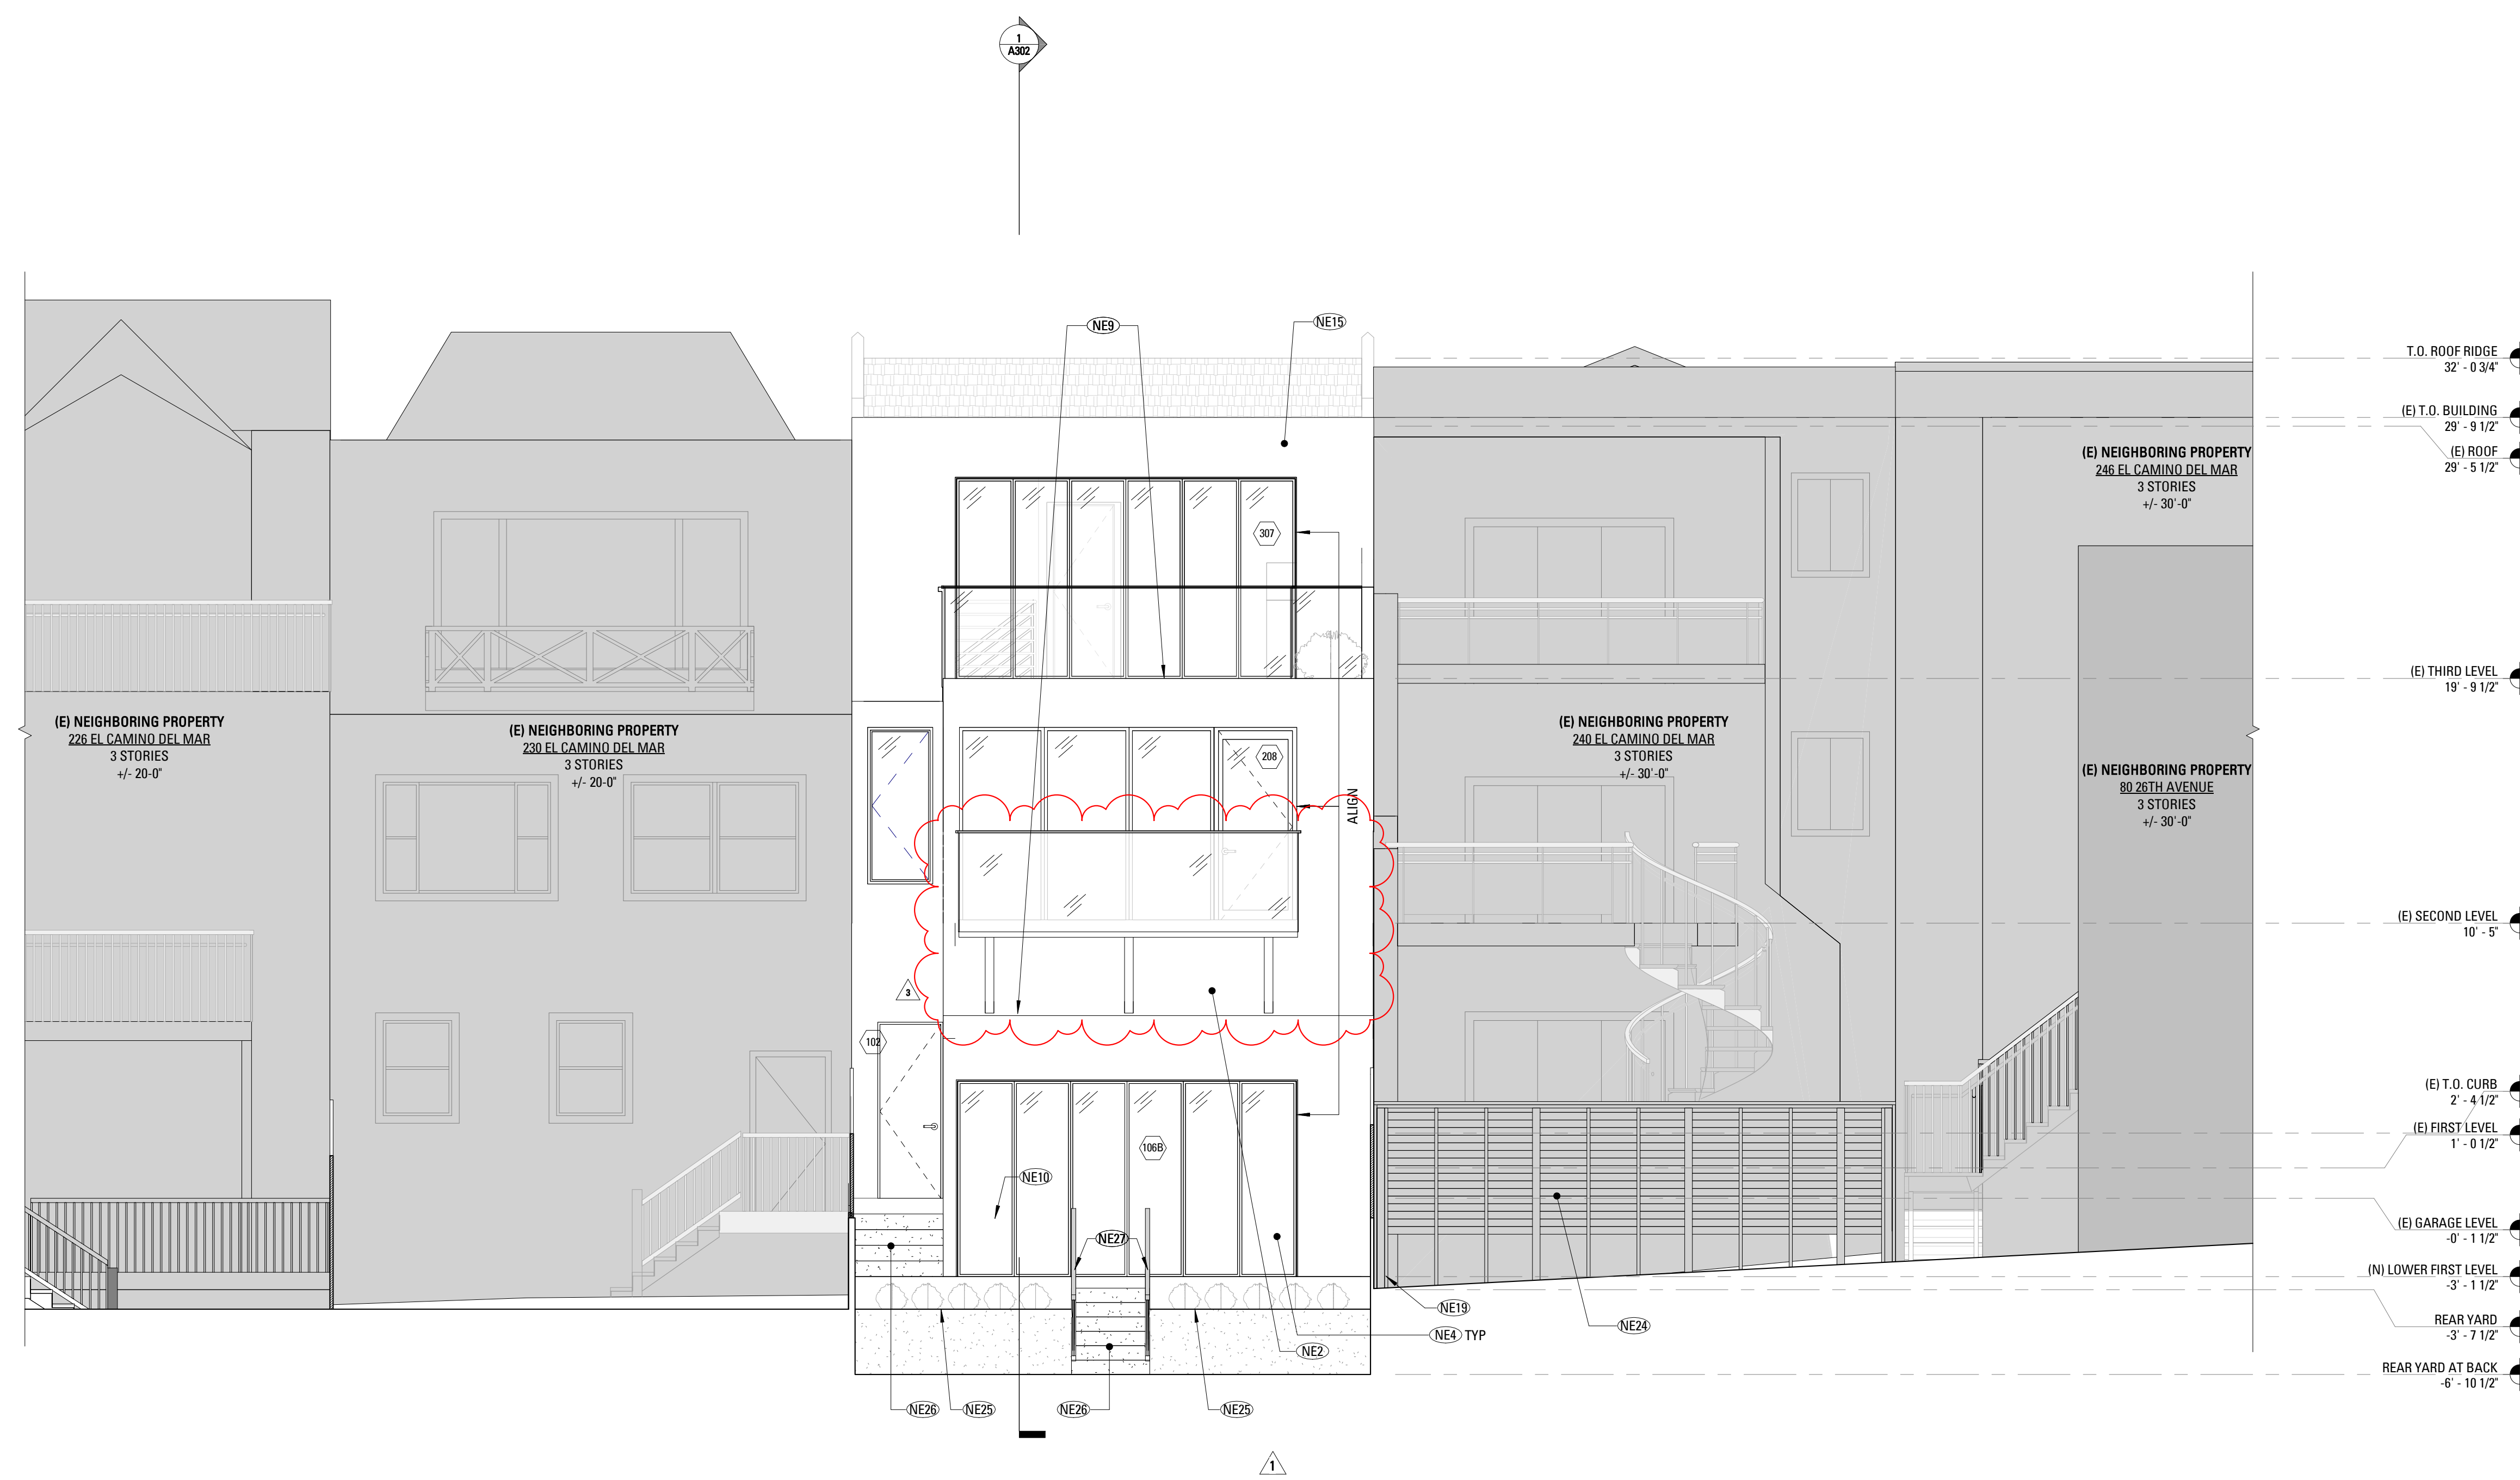 1
A302
NE9
NE15
T.O. ROOF RIDGE
32' - 0 3/4"
(E) T.O. BUILDING
29' - 9 1/2"
(E) ROOF
29' - 5 1/2"
(E) NEIGHBORING PROPERTY
246 EL CAMINO DEL MAR
3 STORIES
+/- 30'-0"
307
(E) THIRD LEVEL
19' - 9 1/2"
(E) NEIGHBORING PROPERTY
226 EL CAMINO DEL MAR
3 STORIES
+/- 20-0"
(E) NEIGHBORING PROPERTY
230 EL CAMINO DEL MAR
3 STORIES
+/- 20-0"
208
ALIGN
(E) NEIGHBORING PROPERTY
240 EL CAMINO DEL MAR
3 STORIES
+/- 30'-0"
(E) NEIGHBORING PROPERTY
80 26TH AVENUE
3 STORIES
+/- 30'-0"
(E) SECOND LEVEL
10' - 5"
3
102
(E) T.O. CURB
2' - 4 1/2"
(E) FIRST LEVEL
1' - 0 1/2"
106B
NE10
(E) GARAGE LEVEL
-0' - 1 1/2"
NE27
(N) LOWER FIRST LEVEL
-3' - 1 1/2"
NE19
NE24
REAR YARD
-3' - 7 1/2"
NE4 TYP
NE2
REAR YARD AT BACK
-6' - 10 1/2"
NE26
NE25
NE26
NE25
1